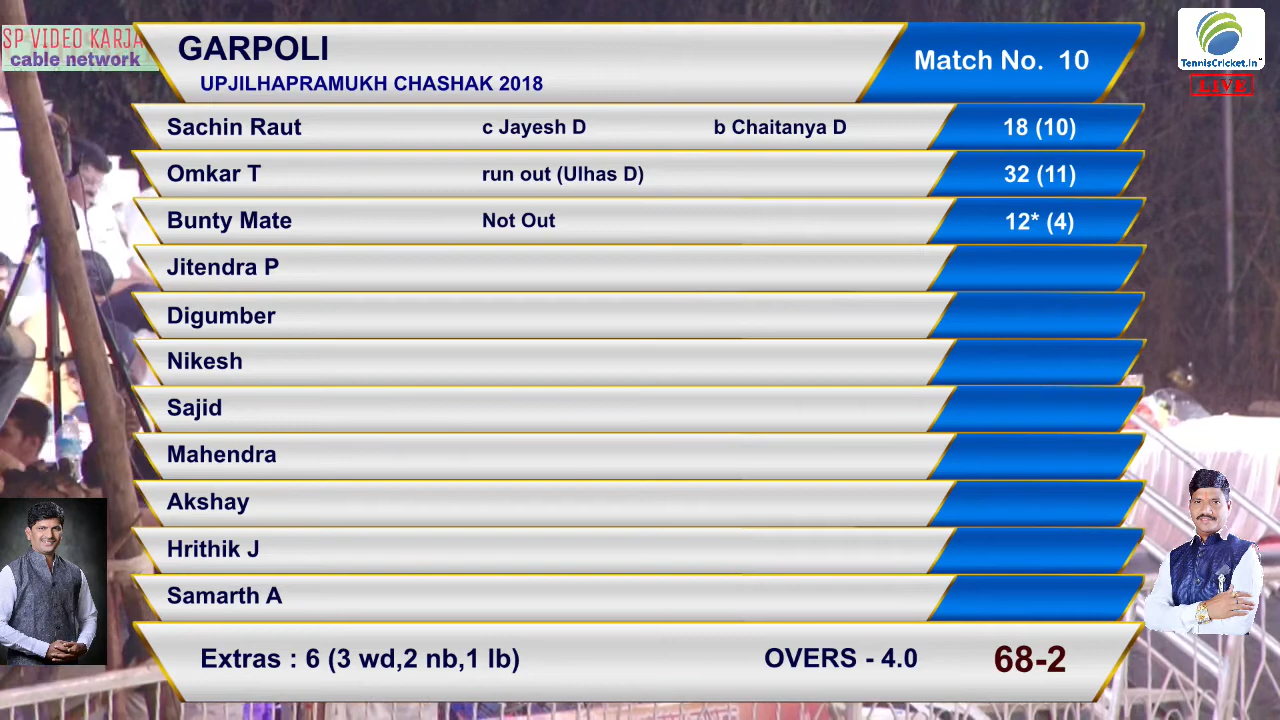 SP VIDEO KARJA
cable network
GARPOLI
UPJILHAPRAMUKH CHASHAK 2018
Match No. 10
TennisCricket.in™
LIVE
Sachin Raut c Jayesh D b Chaitanya D 18 (10)
Omkar T run out (Ulhas D) 32 (11)
Bunty Mate Not Out 12* (4)
Jitendra P
Digumber
Nikesh
Sajid
Mahendra
Akshay
Hrithik J
Samarth A
Extras : 6 (3 wd,2 nb,1 lb) OVERS - 4.0 68-2